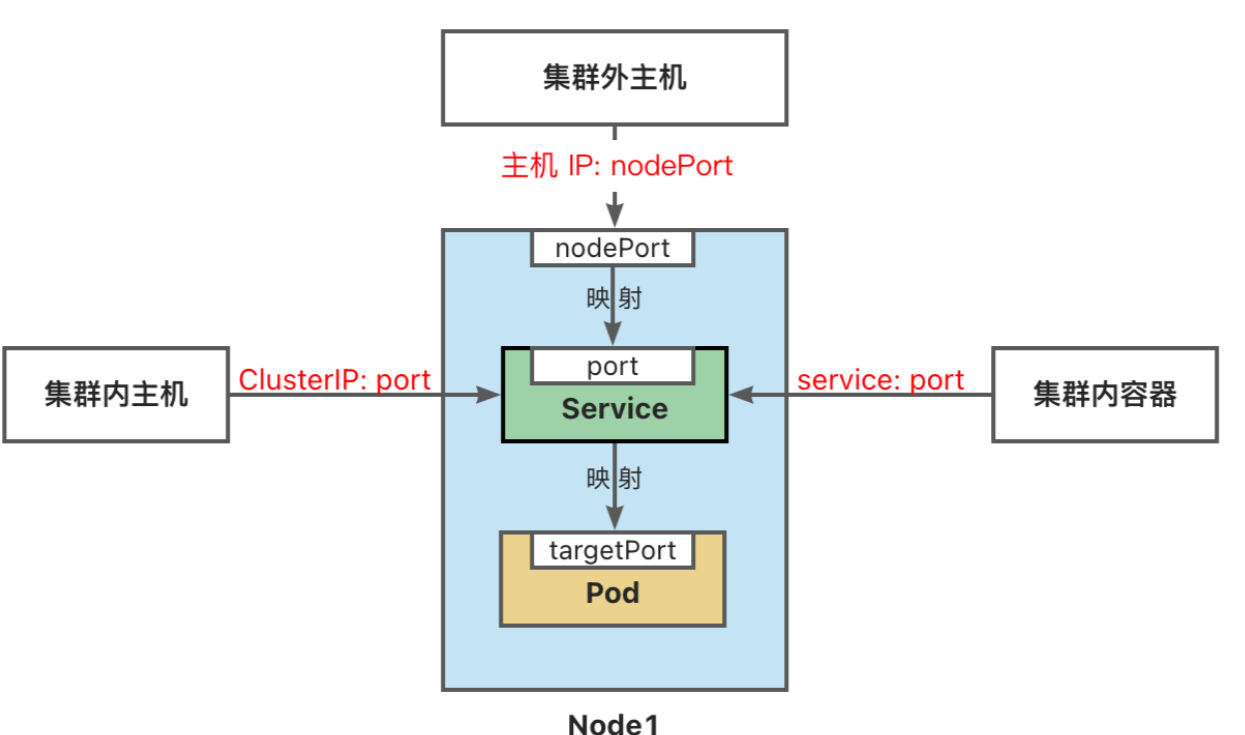 集群外主机
主机 IP: nodePort
nodePort
映 射
port
集群内主机
ClusterIP: port
Service
service: port
集群内容器
映 射
targetPort
Pod
Node1